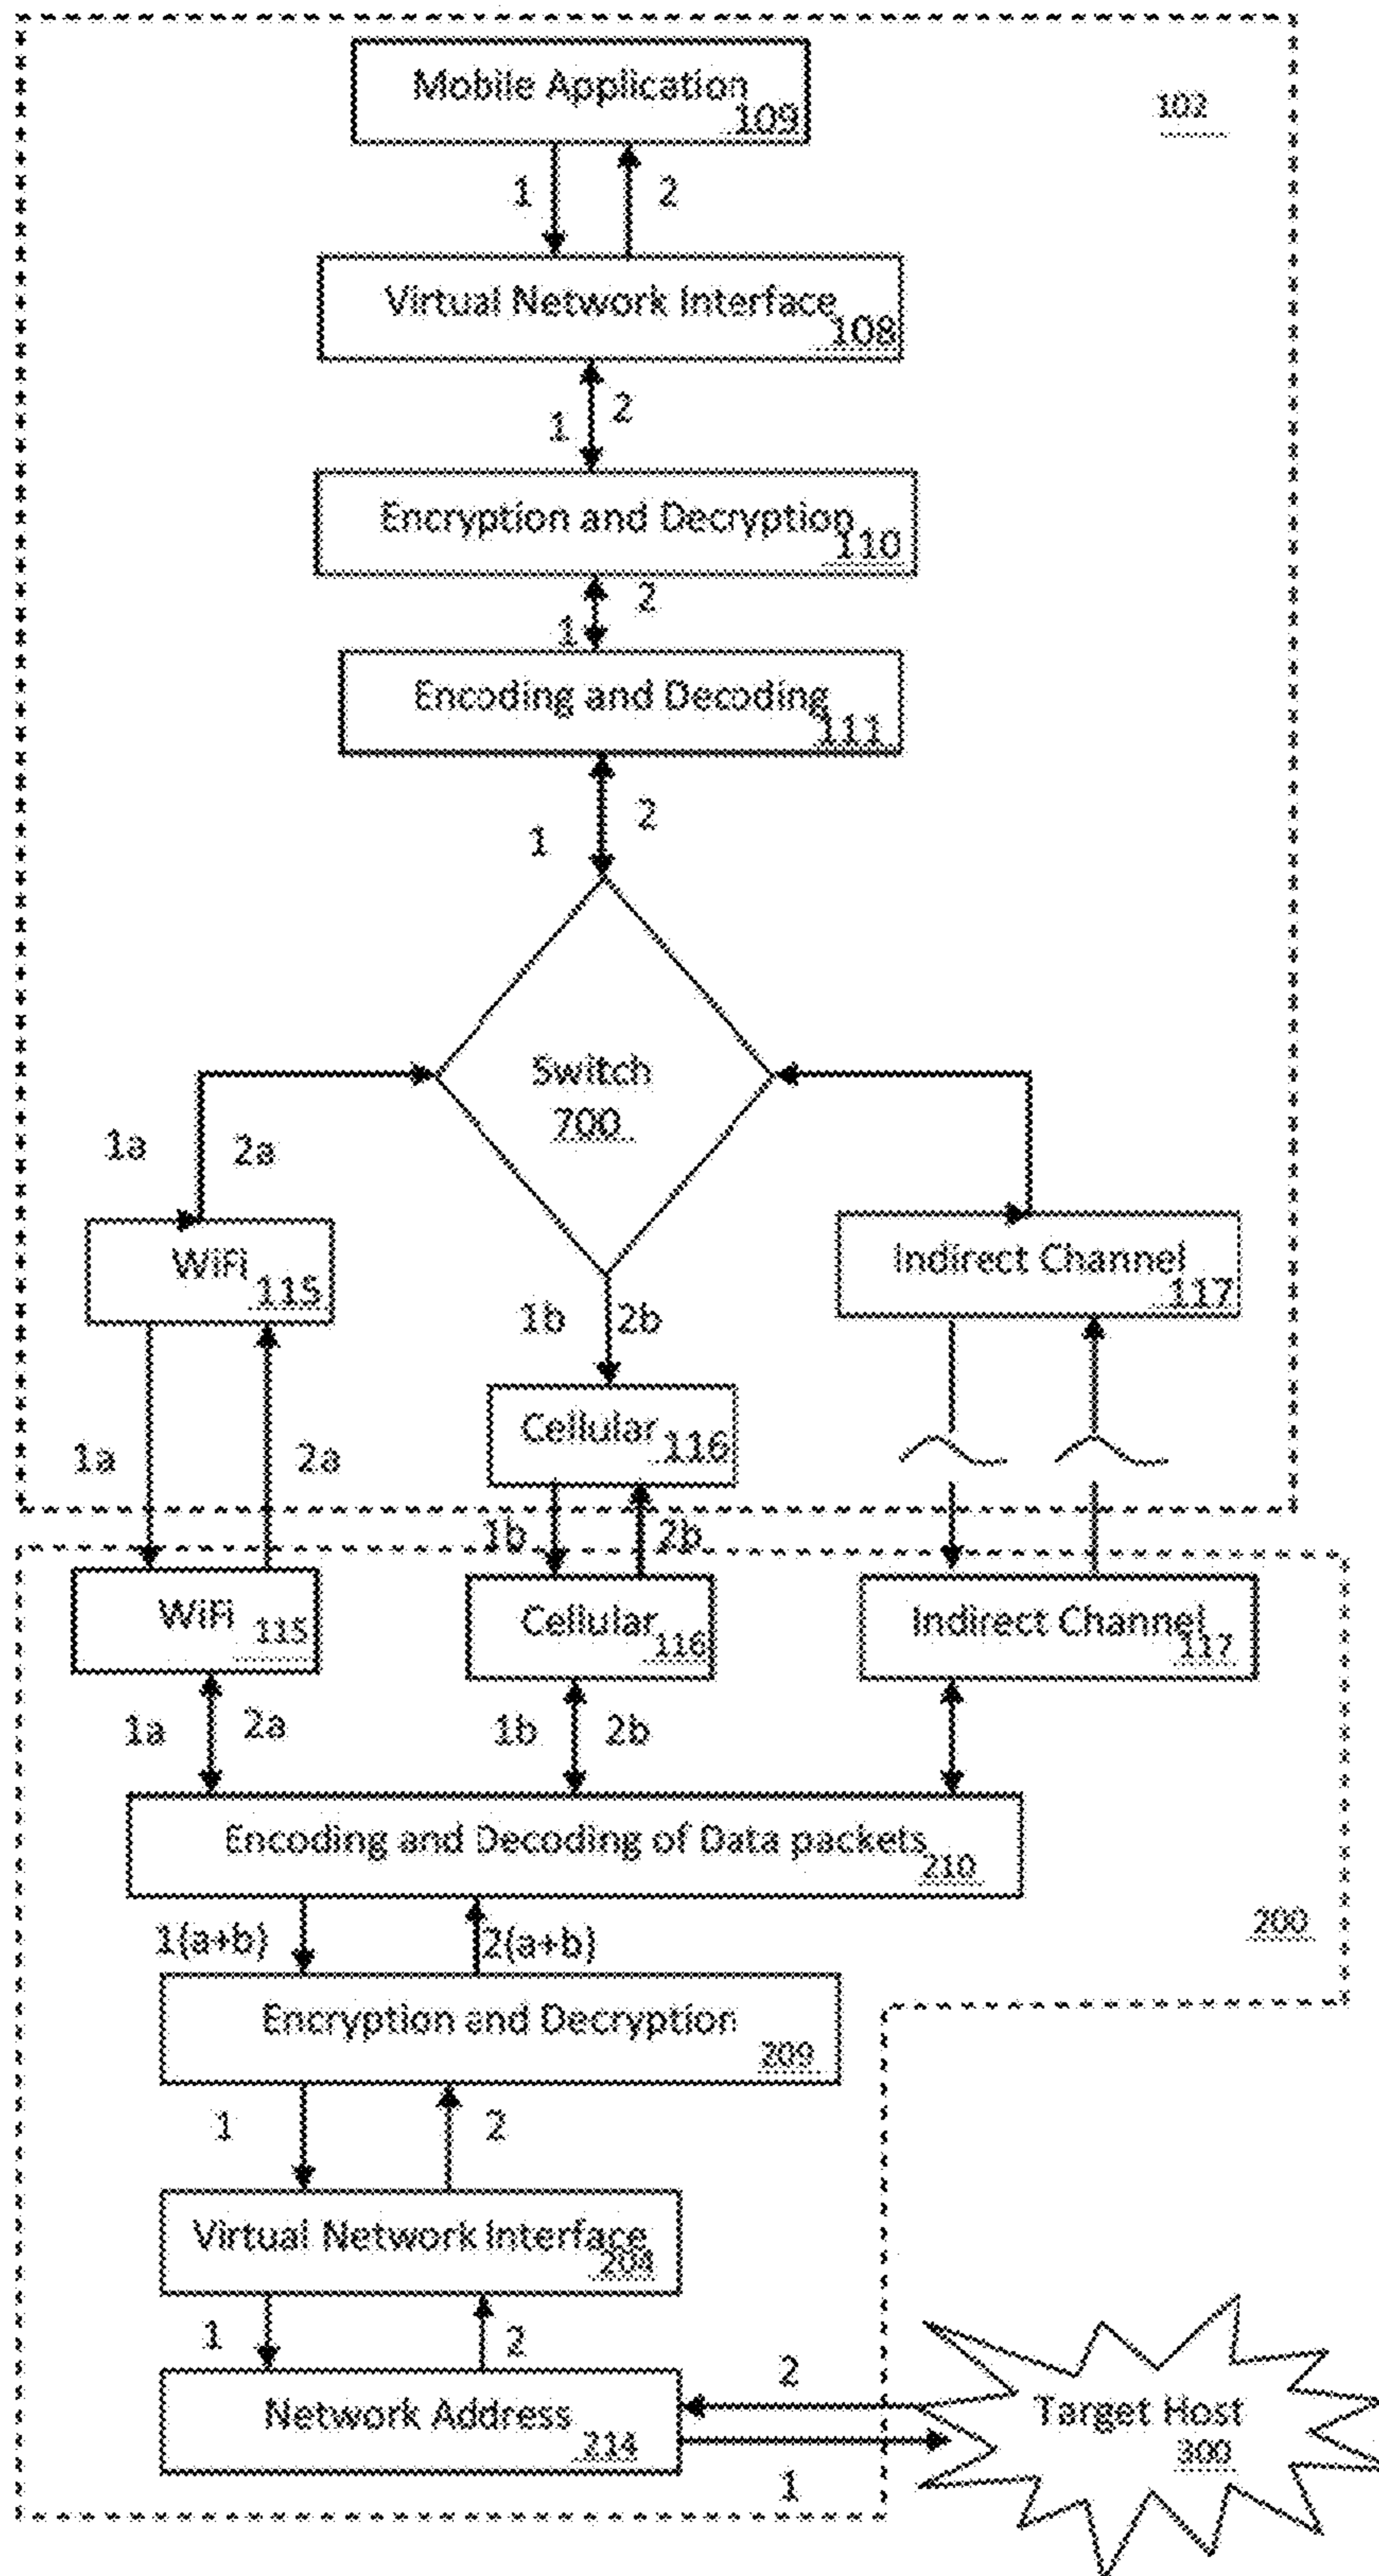 Mobile Application
109
102
1
2
Virtual Network Interface
108
1
2
Encryption and Decryption
110
1
2
Encoding and Decoding
111
1
2
Switch
700
1a
2a
WiFi
115
1b
2b
Indirect Channel
117
Cellular
116
1a
2a
1b
2b
WiFi
115
Cellular
116
Indirect Channel
117
1a
2a
1b
2b
Encoding and Decoding of Data packets
210
1(a+b)
2(a+b)
200
Encryption and Decryption
209
1
2
Virtual Network Interface
204
1
2
Network Address
214
2
1
Target Host
300